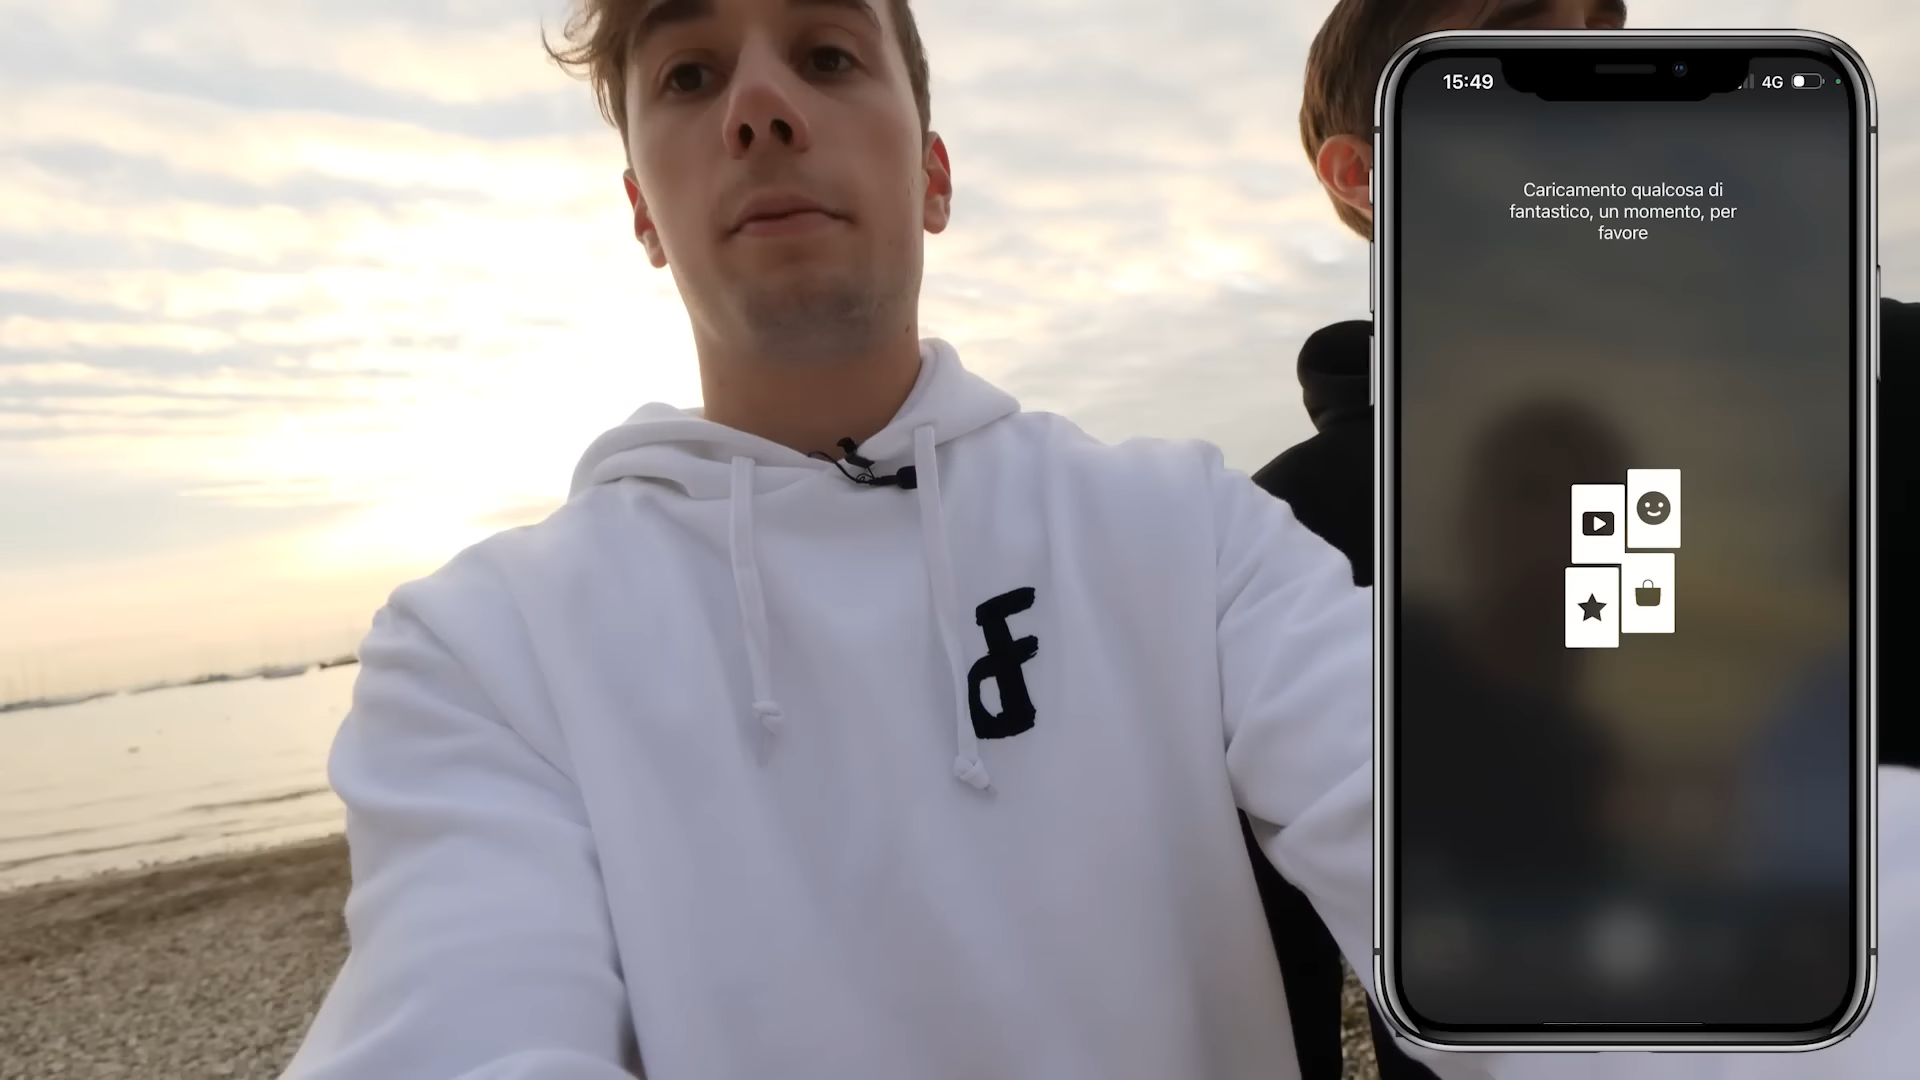 15:49
4G
Caricamento qualcosa di
fantastico, un momento, per
favore